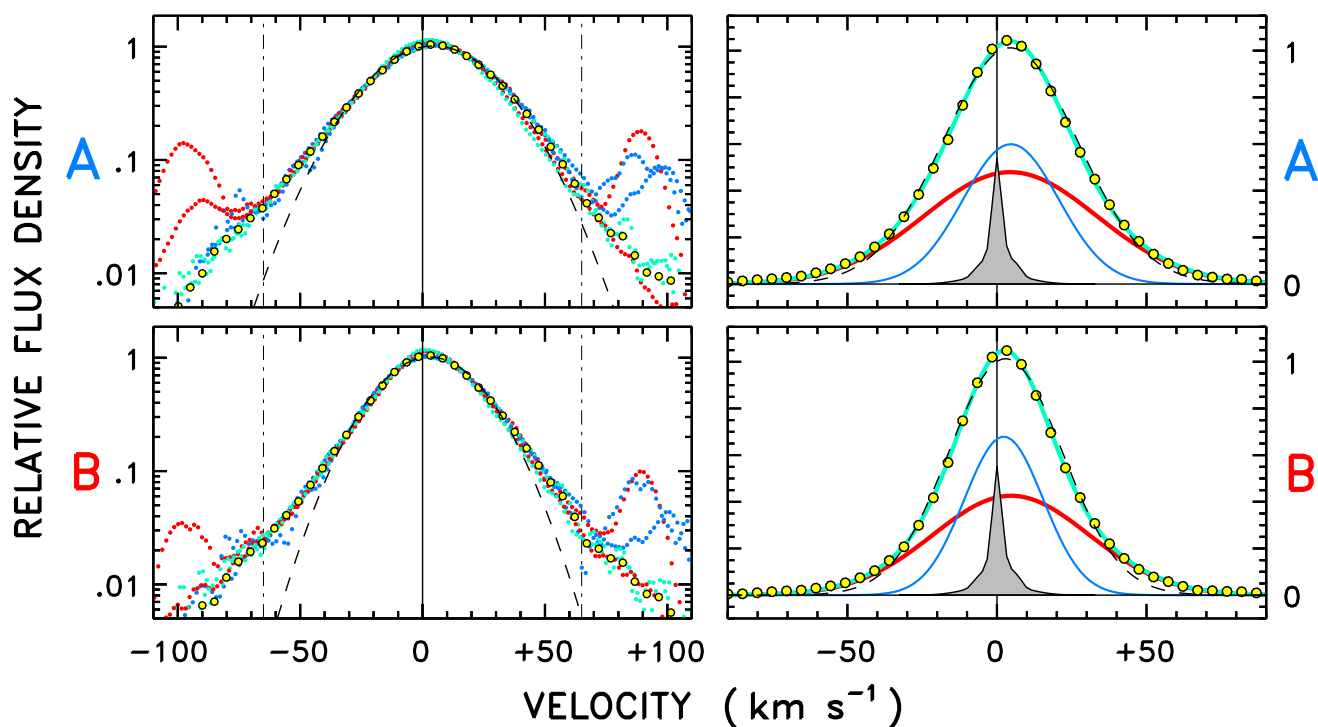 RELATIVE FLUX DENSITY
A
1
.1
.01
1
0
A
B
1
.1
.01
1
0
B
−100 −50 0 +50 +100
−50 0 +50
VELOCITY ( km s⁻¹ )